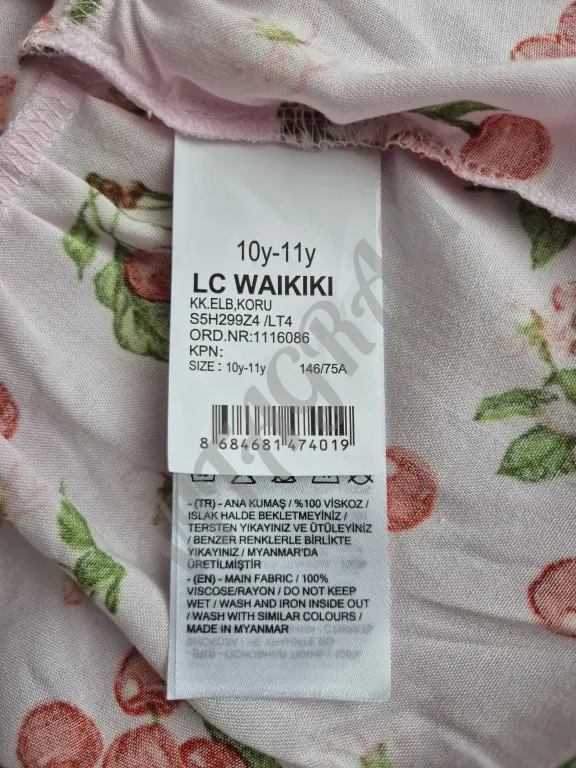 10y-11y
LC WAIKIKI
KK.ELB,KORU
S5H299Z4 /LT4
ORD.NR:1116086
KPN:
SIZE : 10y-11y 146/75A
8 684681 474019
- (TR) - ANA KUMAŞ / %100 VİSKOZ /
ISLAK HALDE BEKLETMEYİNİZ /
TERSTEN YIKAYINIZ VE ÜTÜLEYİNİZ
/ BENZER RENKLERLE BİRLİKTE
YIKAYINIZ / MYANMAR'DA
ÜRETİLMİŞTİR
- (EN) - MAIN FABRIC / 100%
VISCOSE/RAYON / DO NOT KEEP
WET / WASH AND IRON INSIDE OUT
/ WASH WITH SIMILAR COLOURS /
MADE IN MYANMAR